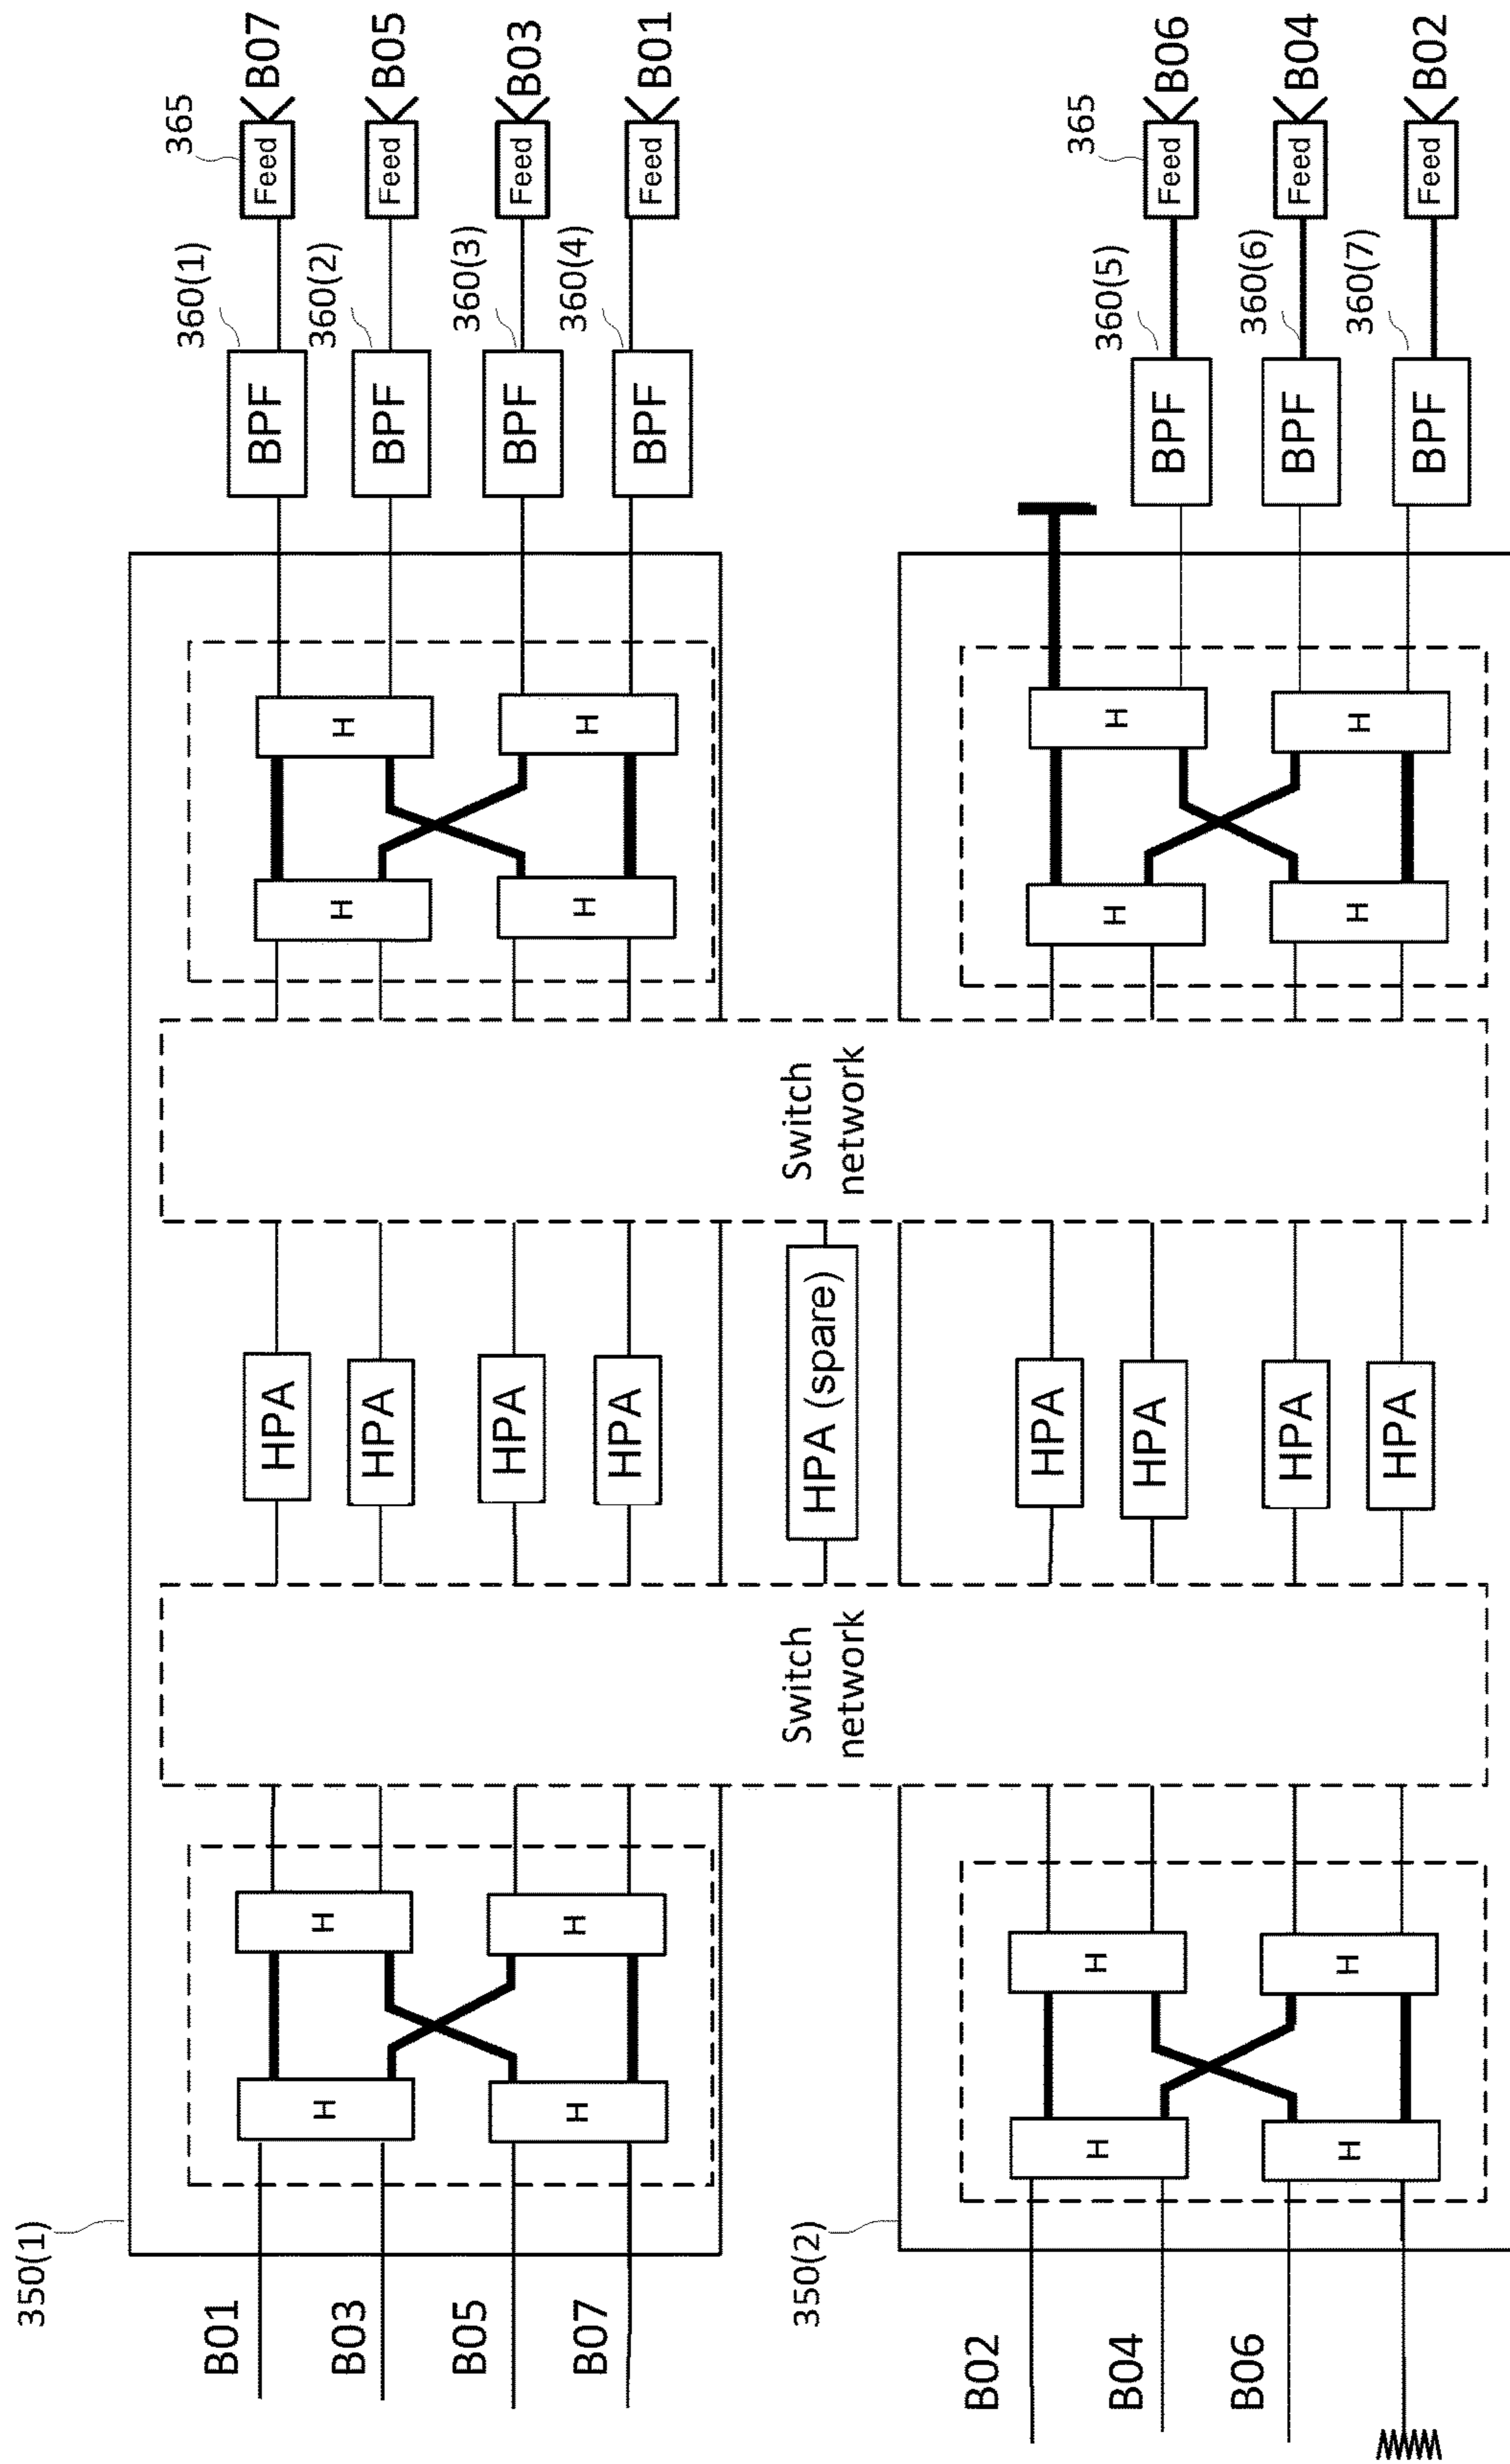 350(1)
B01
B03
B05
B07
H
H
H
H
Switch
network
HPA
HPA
HPA
HPA
HPA (spare)
Switch
network
H
H
H
H
BPF
360(1)
BPF
360(2)
BPF
360(3)
BPF
360(4)
365
Feed
B07
Feed
B05
Feed
B03
Feed
B01
350(2)
B02
B04
B06
H
H
H
H
HPA
HPA
HPA
HPA
H
H
H
H
BPF
360(5)
BPF
360(6)
BPF
360(7)
365
Feed
B06
Feed
B04
Feed
B02